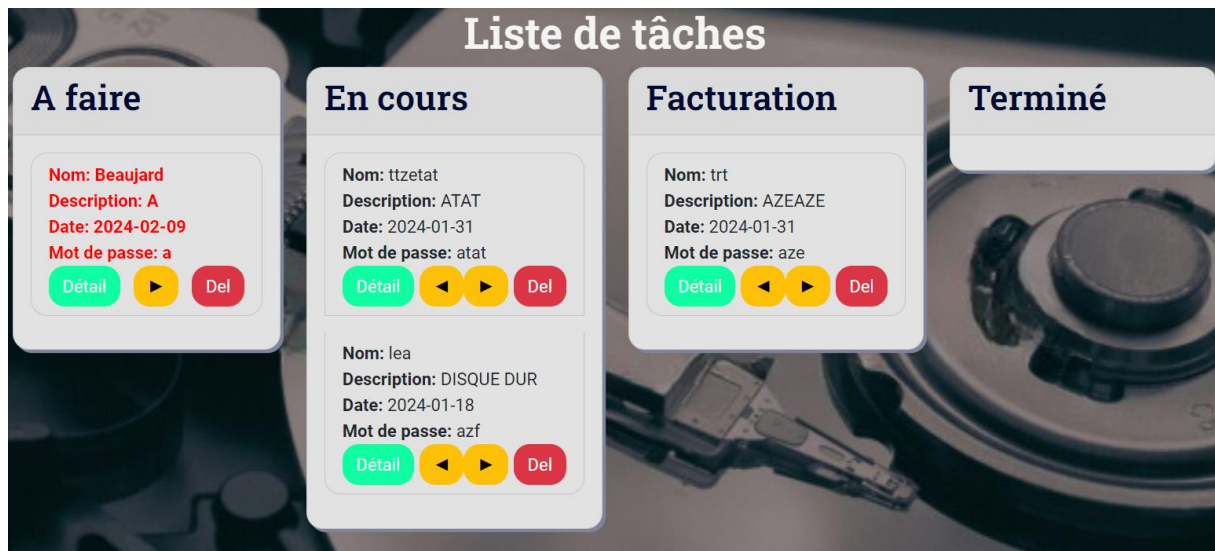 Liste de tâches
A faire
Nom: Beaujard
Description: A
Date: 2024-02-09
Mot de passe: a
Détail ► Del
En cours
Nom: ttzetat
Description: ATAT
Date: 2024-01-31
Mot de passe: atat
Détail ◄ ► Del
Nom: lea
Description: DISQUE DUR
Date: 2024-01-18
Mot de passe: azf
Détail ◄ ► Del
Facturation
Nom: trt
Description: AZEAZE
Date: 2024-01-31
Mot de passe: aze
Détail ◄ ► Del
Terminé